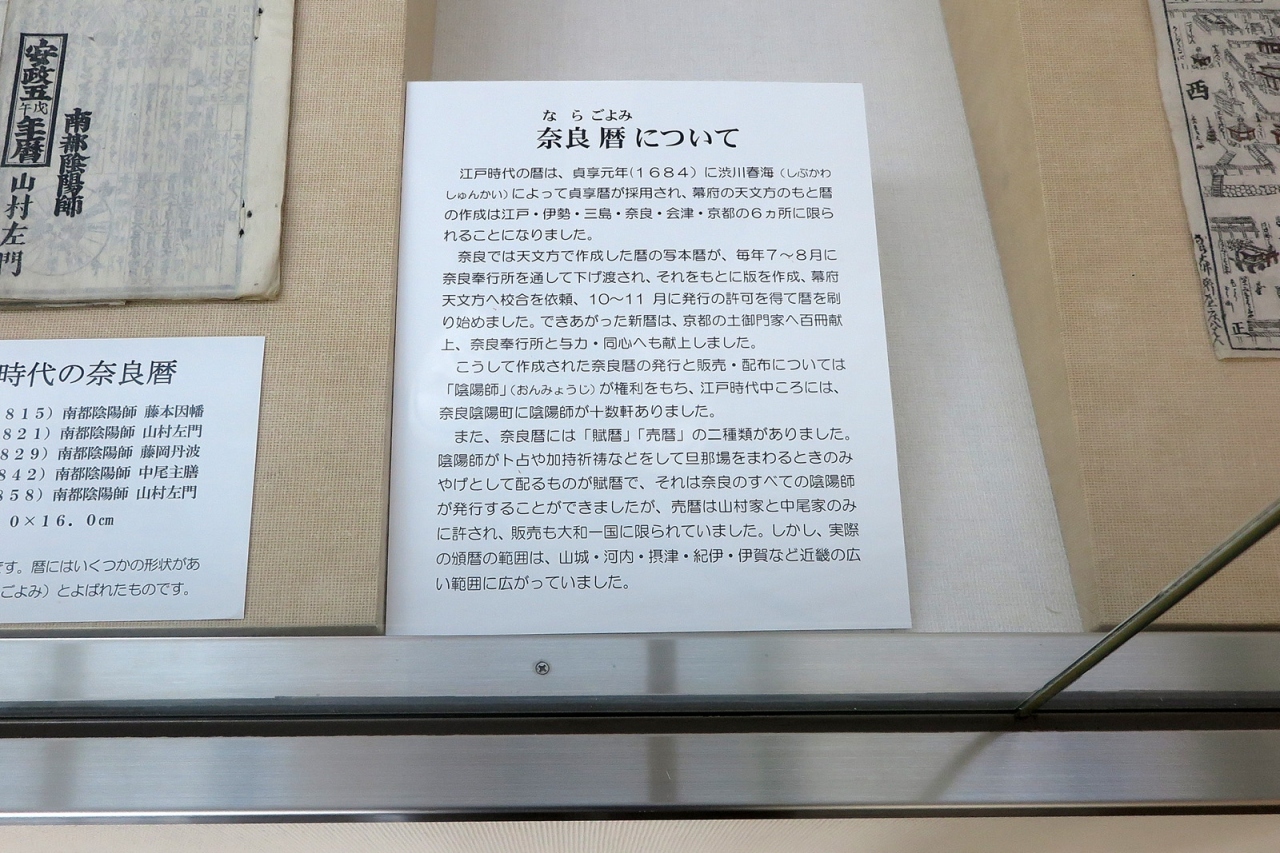 安政五戊午年暦
南都陰陽師
山村左門
時代の奈良暦
815）南都陰陽師 藤本因幡
821）南都陰陽師 山村左門
829）南都陰陽師 藤岡丹波
842）南都陰陽師 中尾主膳
858）南都陰陽師 山村左門
0×16.0㎝
です。暦にはいくつかの形状があ
ごよみ）とよばれたものです。
な ら ごよみ
奈良 暦 について
江戸時代の暦は、貞享元年(1684) に渋川春海（しぶかわ
しゅんかい）によって貞享暦が採用され、幕府の天文方のもと暦
の作成は江戸・伊勢・三島・奈良・会津・京都の6ヵ所に限ら
れることになりました。
奈良では天文方で作成した暦の写本暦が、毎年7～8月に
奈良奉行所を通して下げ渡され、それをもとに版を作成、幕府
天文方へ校合を依頼、10～11 月に発行の許可を得て暦を刷
り始めました。できあがった新暦は、京都の土御門家へ百冊献
上、奈良奉行所と与力・同心へも献上しました。
こうして作成された奈良暦の発行と販売・配布については
「陰陽師」（おんみょうじ）が権利をもち、江戸時代中ころには、
奈良陰陽町に陰陽師が十数軒ありました。
また、奈良暦には「賦暦」「売暦」の二種類がありました。
陰陽師が卜占や加持祈祷などをして旦那場をまわるときのみ
やげとして配るものが賦暦で、それは奈良のすべての陰陽師
が発行することができましたが、売暦は山村家と中尾家のみ
に許され、販売も大和一国に限られていました。しかし、実際
の頒暦の範囲は、山城・河内・摂津・紀伊・伊賀など近畿の広
い範囲に広がっていました。
西
正